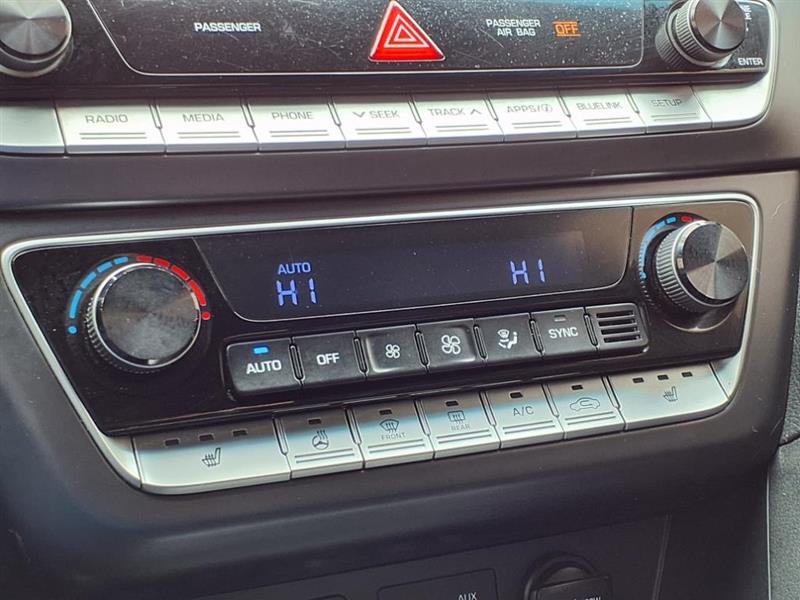 PASSENGER
PASSENGER
AIR BAG
OFF
ENTER
RADIO
MEDIA
PHONE
SEEK
TRACK
APPS/i
BLUELINK
SETUP
AUTO
HI
HI
AUTO
OFF
SYNC
FRONT
REAR
A/C
AUX